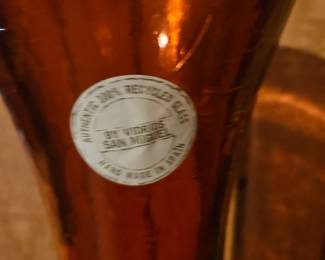 AUTHENTIC 100% RECYCLED GLASS
BY VIDRIOS
SAN MIGUEL
HAND MADE IN SPAIN